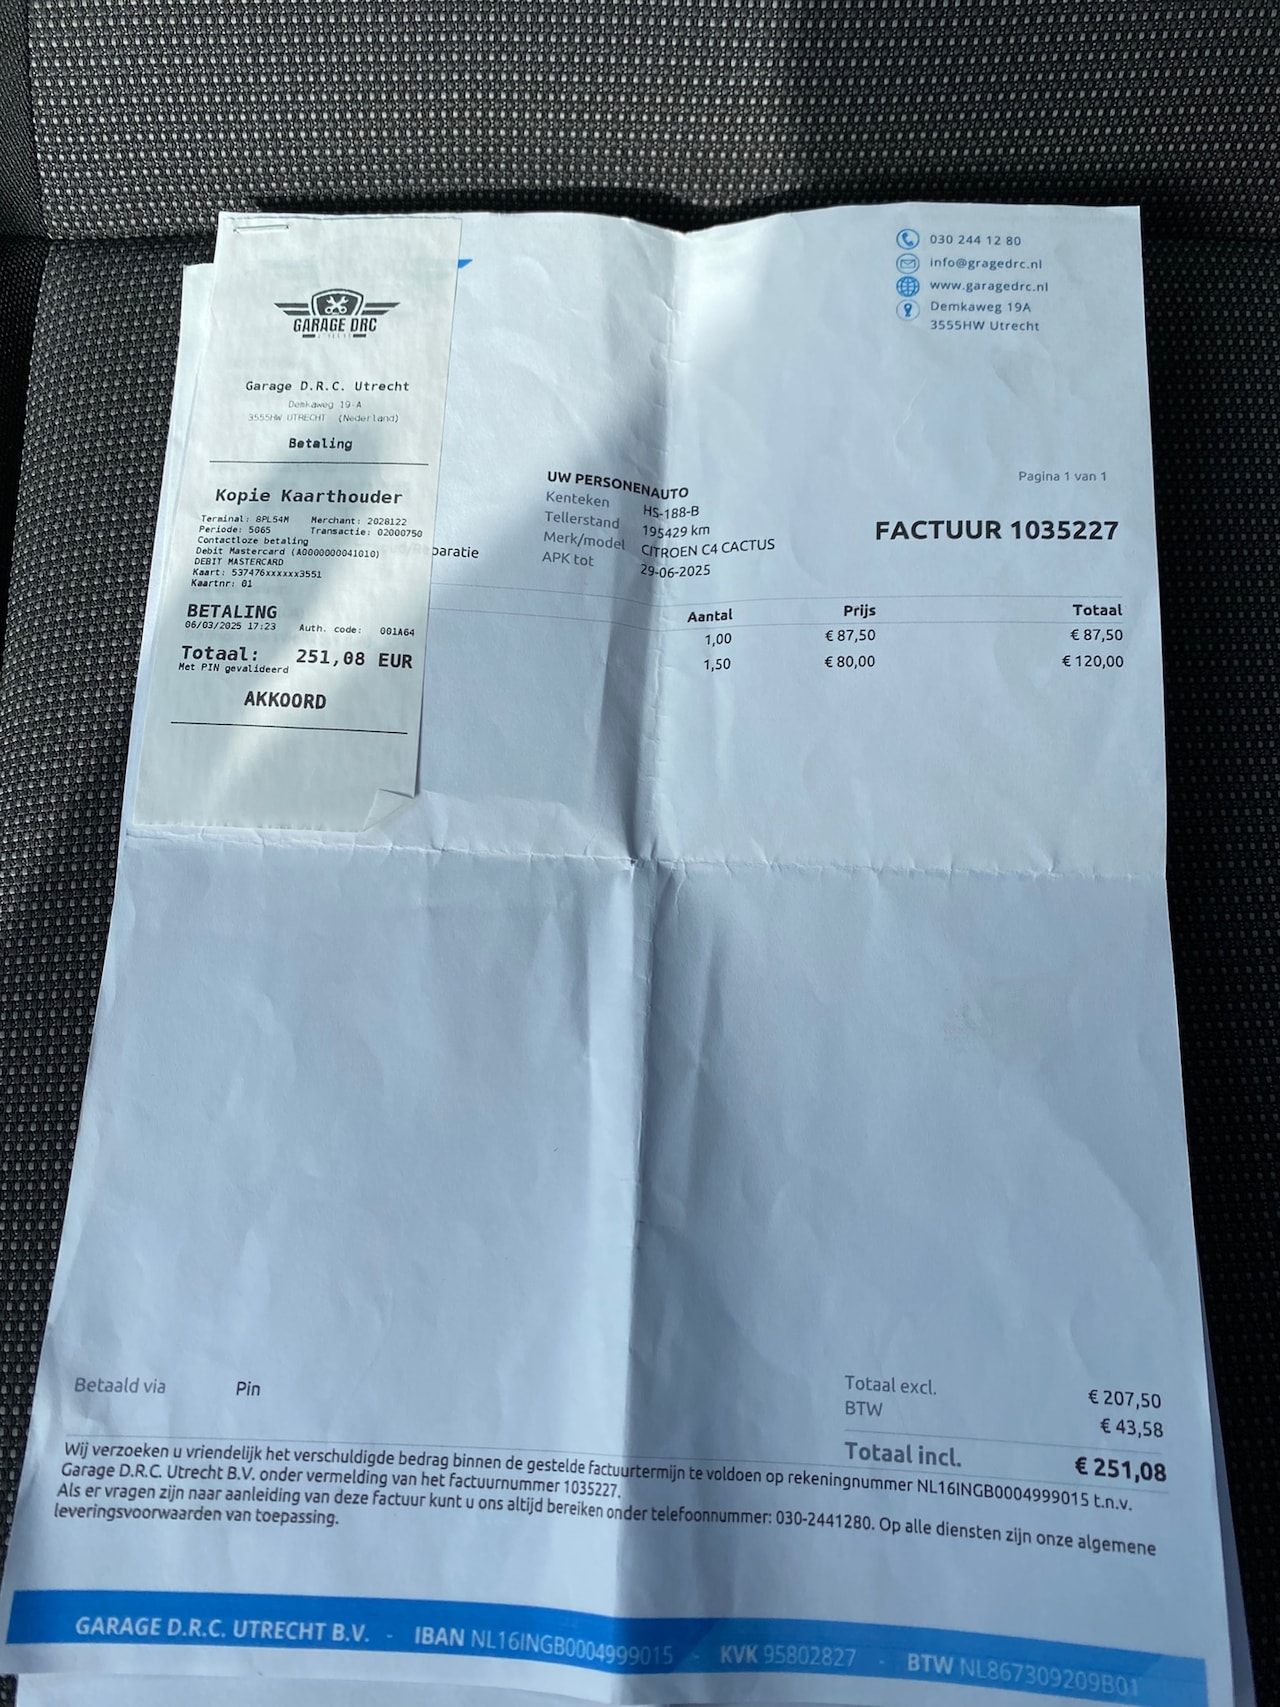 GARAGE DRC
Garage D.R.C. Utrecht
Demkaweg 19-A
3555HW UTRECHT (Nederland)
Betaling
Kopie Kaarthouder
Terminal: 8PL54M Merchant: 2028122
Periode: 5065 Transactie: 02000750
Contactloze betaling
Debit Mastercard (A0000000041010)
DEBIT MASTERCARD
Kaart: 537476xxxxxx3551
Kaartnr: 01
BETALING
06/03/2025 17:23 Auth. code: 001A64
Totaal: 251,08 EUR
Met PIN gevalideerd
AKKOORD
030 244 12 80
info@gragedrc.nl
www.garagedrc.nl
Demkaweg 19A
3555HW Utrecht
Pagina 1 van 1
UW PERSONENAUTO
Kenteken HS-188-B
Tellerstand 195429 km
Merk/model CITROEN C4 CACTUS
APK tot 29-06-2025
FACTUUR 1035227
Aantal Prijs Totaal
1,00 € 87,50 € 87,50
1,50 € 80,00 € 120,00
Betaald via Pin
Totaal excl. € 207,50
BTW € 43,58
Totaal incl. € 251,08
Wij verzoeken u vriendelijk het verschuldigde bedrag binnen de gestelde factuurtermijn te voldoen op rekeningnummer NL16INGB0004999015 t.n.v.
Garage D.R.C. Utrecht B.V. onder vermelding van het factuurnummer 1035227.
Als er vragen zijn naar aanleiding van deze factuur kunt u ons altijd bereiken onder telefoonnummer: 030-2441280. Op alle diensten zijn onze algemene
leveringsvoorwaarden van toepassing.
GARAGE D.R.C. UTRECHT B.V. - IBAN NL16INGB0004999015 - KVK 95802827 - BTW NL867309209B01